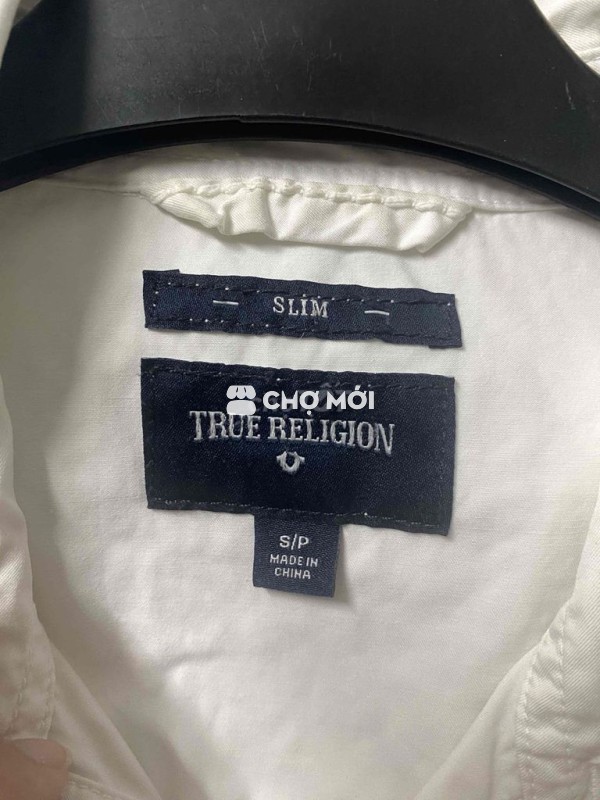 — SLIM —
CHỢ MỚI
TRUE RELIGION
S/P
MADE IN
CHINA